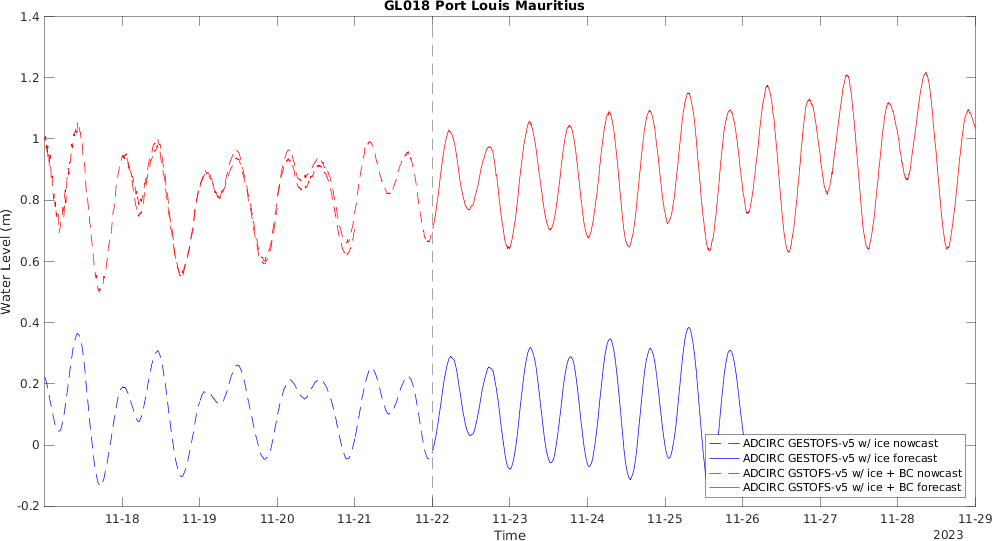 GL018 Port Louis Mauritius
Water Level (m)
1.4
1.2
1
0.8
0.6
0.4
0.2
0
-0.2
ADCIRC GESTOFS-v5 w/ ice nowcast
ADCIRC GESTOFS-v5 w/ ice forecast
ADCIRC GSTOFS-v5 w/ ice + BC nowcast
ADCIRC GSTOFS-v5 w/ ice + BC forecast
11-18 11-19 11-20 11-21 11-22 11-23 11-24 11-25 11-26 11-27 11-28 11-29
Time
2023